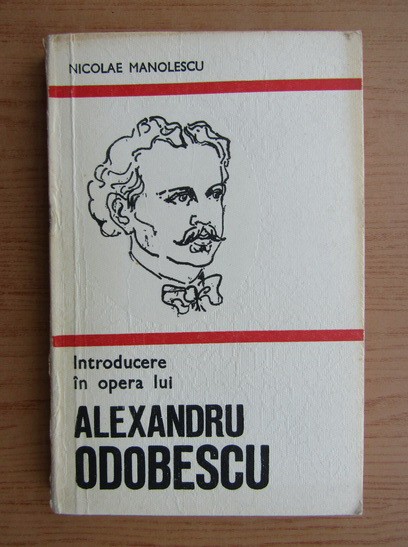 NICOLAE MANOLESCU
Introducere
în opera lui
ALEXANDRU
ODOBESCU